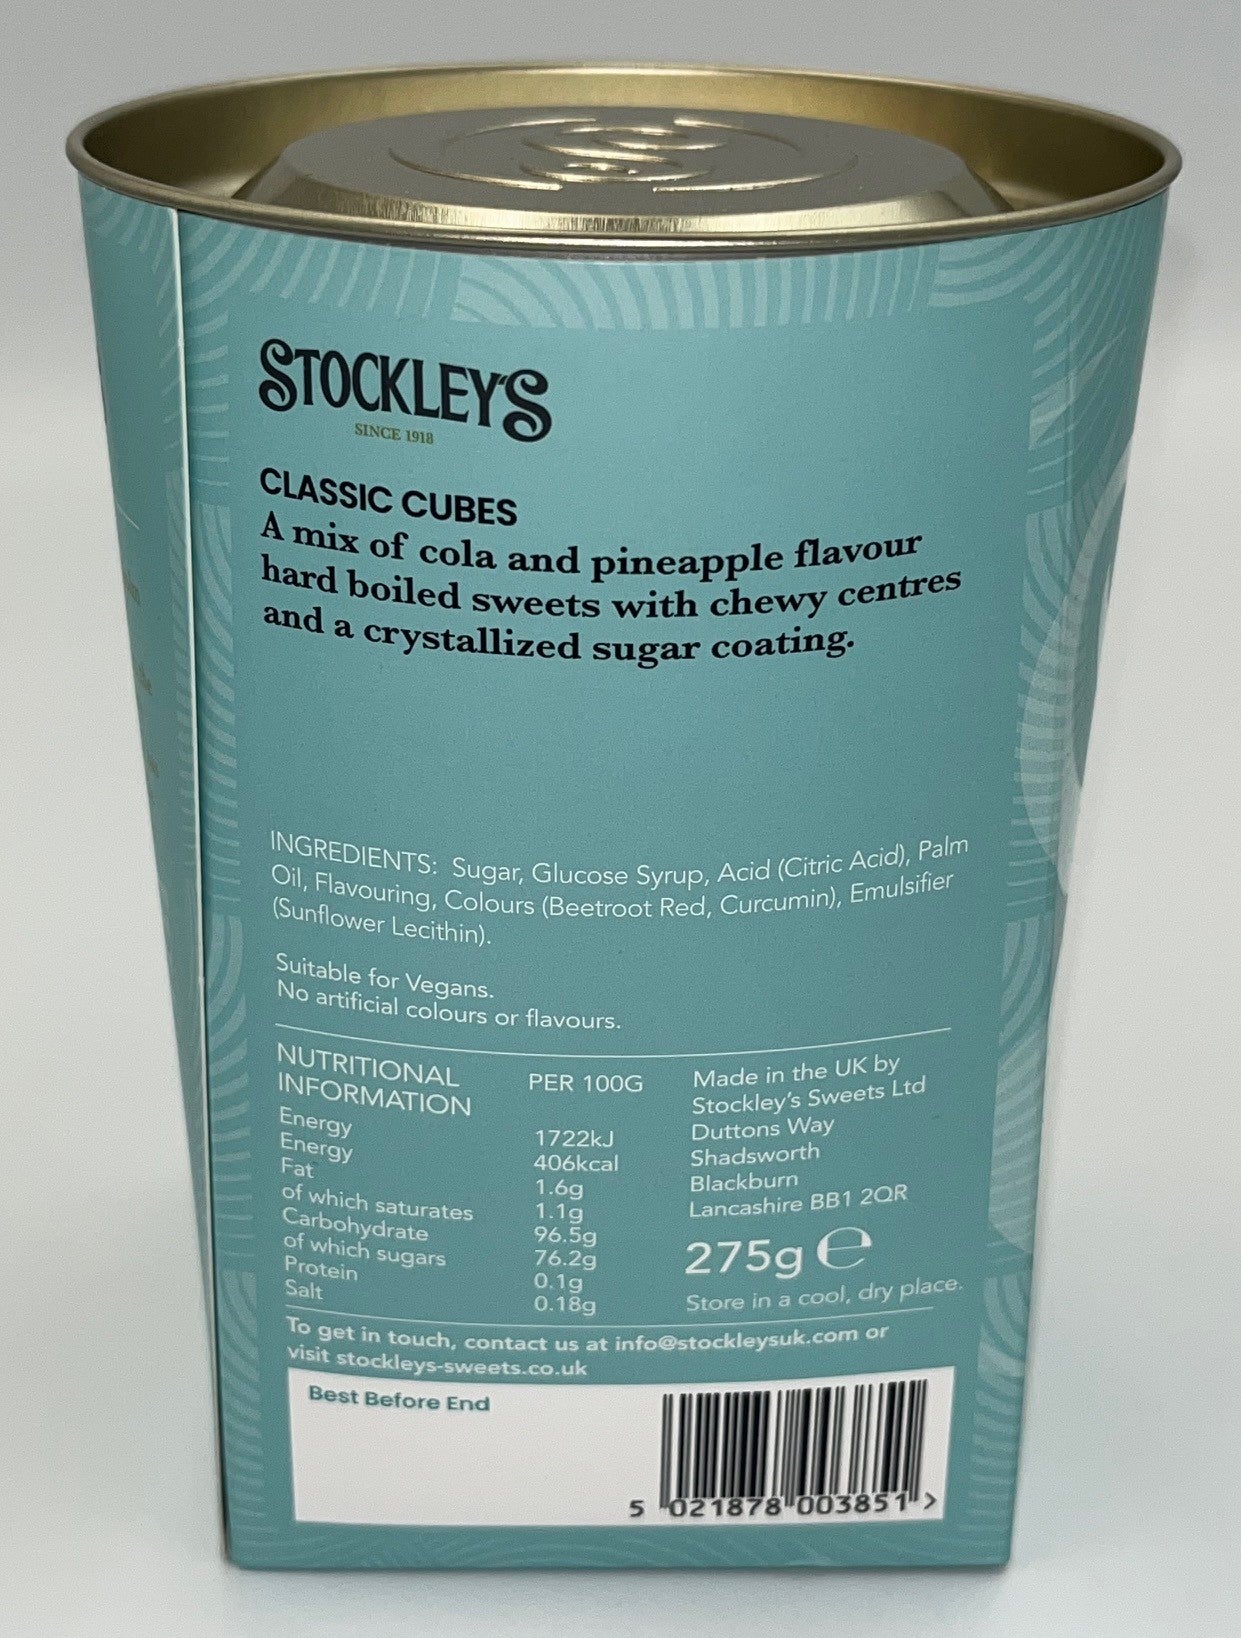 STOCKLEY'S
SINCE 1918
CLASSIC CUBES
A mix of cola and pineapple flavour
hard boiled sweets with chewy centres
and a crystallized sugar coating.
INGREDIENTS: Sugar, Glucose Syrup, Acid (Citric Acid), Palm
Oil, Flavouring, Colours (Beetroot Red, Curcumin), Emulsifier
(Sunflower Lecithin).
Suitable for Vegans.
No artificial colours or flavours.
NUTRITIONAL
INFORMATION PER 100G
Energy 1722kJ
Energy 406kcal
Fat 1.6g
of which saturates 1.1g
Carbohydrate 96.5g
of which sugars 76.2g
Protein 0.1g
Salt 0.18g
Made in the UK by
Stockley's Sweets Ltd
Duttons Way
Shadsworth
Blackburn
Lancashire BB1 2QR
275g ℮
Store in a cool, dry place.
To get in touch, contact us at info@stockleysuk.com or
visit stockleys-sweets.co.uk
Best Before End
5 021878 003851 >